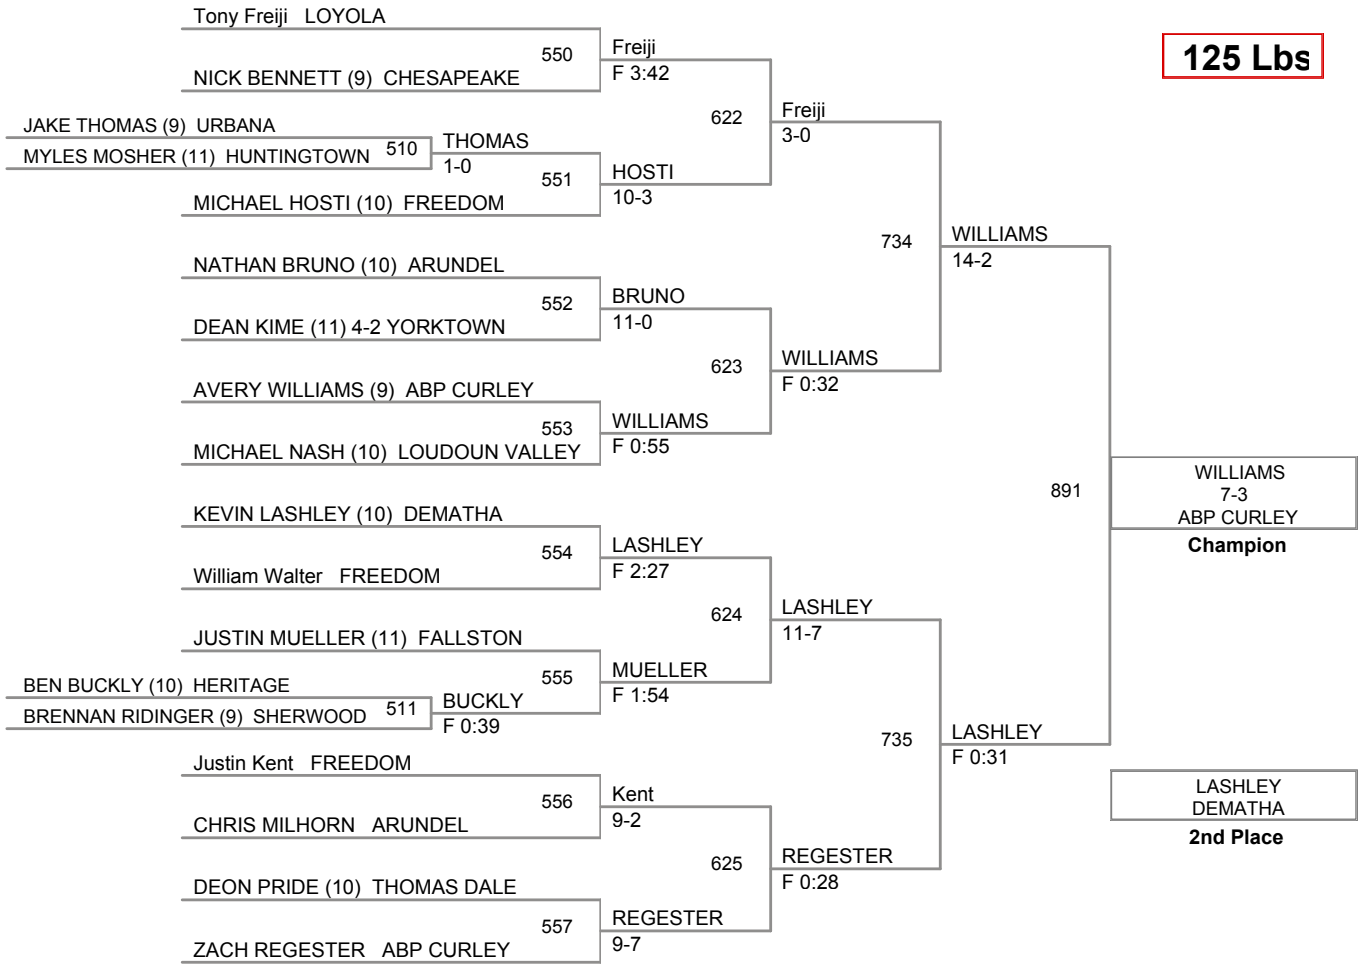 Tony Freiji LOYOLA
550
Freiji
F 3:42
NICK BENNETT (9) CHESAPEAKE
125 Lbs
JAKE THOMAS (9) URBANA
MYLES MOSHER (11) HUNTINGTOWN
510
THOMAS
1-0
622
Freiji
3-0
551
HOSTI
10-3
MICHAEL HOSTI (10) FREEDOM
734
WILLIAMS
14-2
NATHAN BRUNO (10) ARUNDEL
552
BRUNO
11-0
DEAN KIME (11) 4-2 YORKTOWN
623
WILLIAMS
F 0:32
AVERY WILLIAMS (9) ABP CURLEY
553
WILLIAMS
F 0:55
MICHAEL NASH (10) LOUDOUN VALLEY
891
WILLIAMS
7-3
ABP CURLEY
Champion
KEVIN LASHLEY (10) DEMATHA
554
LASHLEY
F 2:27
William Walter FREEDOM
624
LASHLEY
11-7
JUSTIN MUELLER (11) FALLSTON
555
MUELLER
F 1:54
BEN BUCKLY (10) HERITAGE
BRENNAN RIDINGER (9) SHERWOOD
511
BUCKLY
F 0:39
735
LASHLEY
F 0:31
Justin Kent FREEDOM
556
Kent
9-2
CHRIS MILHORN ARUNDEL
LASHLEY
DEMATHA
2nd Place
625
REGESTER
F 0:28
DEON PRIDE (10) THOMAS DALE
557
REGESTER
9-7
ZACH REGESTER ABP CURLEY